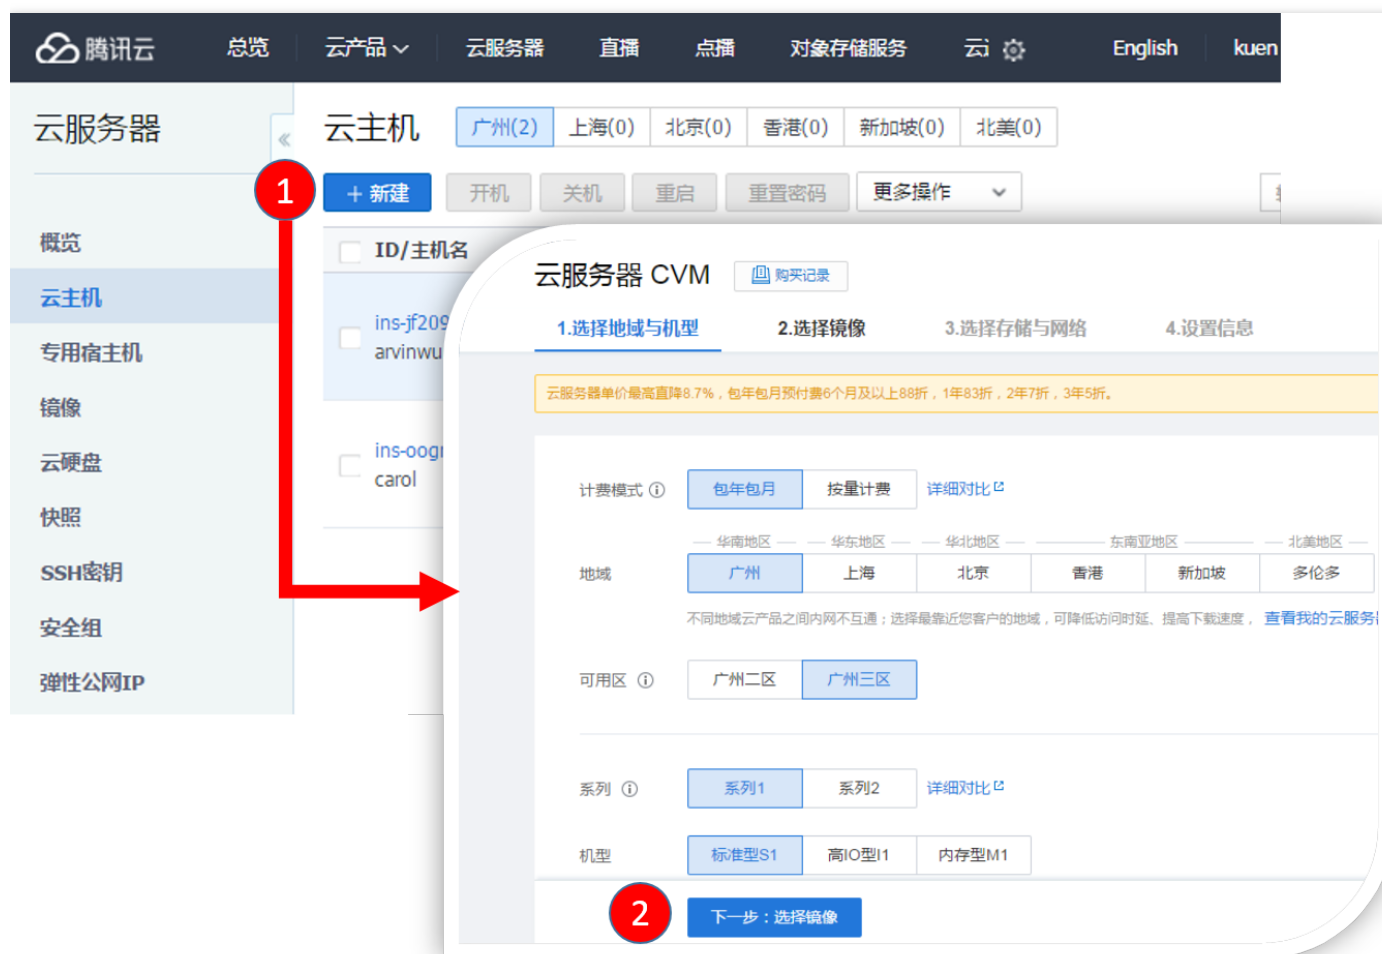 腾讯云 总览 云产品 云服务器 直播 点播 对象存储服务 English kuen
云服务器
云主机 广州(2) 上海(0) 北京(0) 香港(0) 新加坡(0) 北美(0)
1 + 新建 开机 关机 重启 重置密码 更多操作
概览
云主机
专用宿主机
镜像
云硬盘
快照
SSH密钥
安全组
弹性公网IP
ID/主机名
ins-jf209
arvinwu
ins-oogr
carol
云服务器 CVM 购买记录
1.选择地域与机型 2.选择镜像 3.选择存储与网络 4.设置信息
云服务器单价最高直降8.7%，包年包月预付费6个月及以上88折，1年83折，2年7折，3年5折。
计费模式 包年包月 按量计费 详细对比
华南地区 华东地区 华北地区 东南亚地区 北美地区
地域 广州 上海 北京 香港 新加坡 多伦多
不同地域云产品之间内网不互通；选择最靠近您客户的地域，可降低访问时延、提高下载速度， 查看我的云服务
可用区 广州二区 广州三区
系列 系列1 系列2 详细对比
机型 标准型S1 高IO型I1 内存型M1
2 下一步：选择镜像